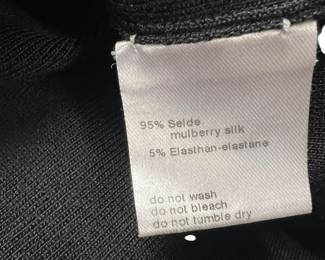 95% Seide
mulberry silk
5% Elasthan-elastane
do not wash
do not bleach
do not tumble dry